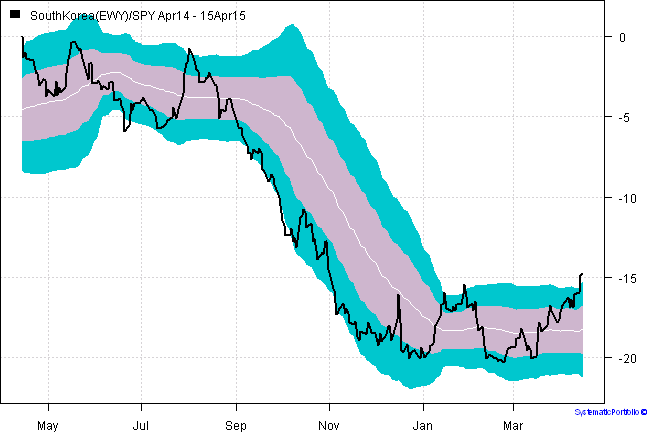 SouthKorea(EWY)/SPY Apr14 - 15Apr15
0
-5
-10
-15
-20
May Jul Sep Nov Jan Mar
SystematicPortfolio ©